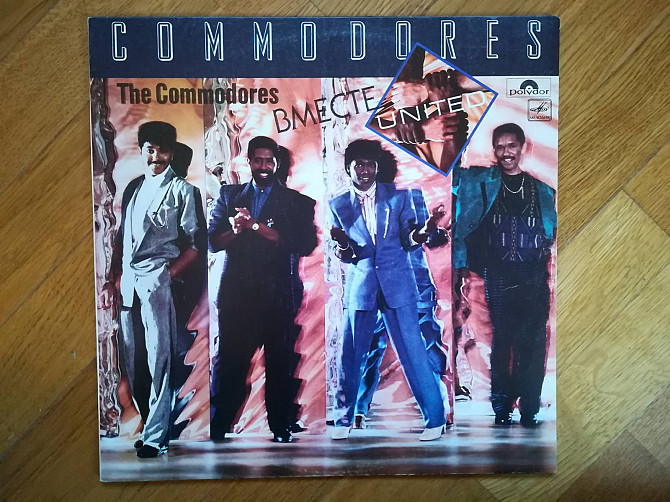 COMMODORES
The Commodores
ВМЕСТЕ
UNITED
polydor